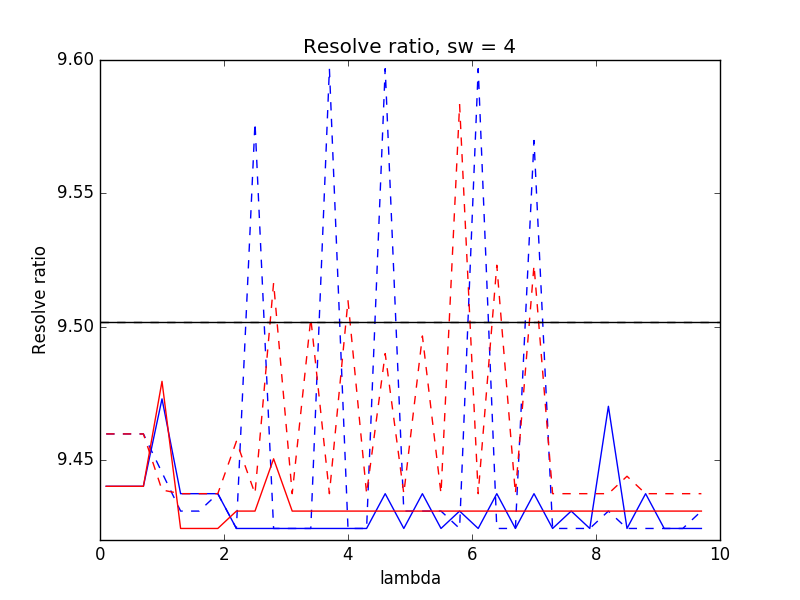 Resolve ratio, sw = 4
9.60
9.55
9.50
9.45
Resolve ratio
0 2 4 6 8 10
lambda